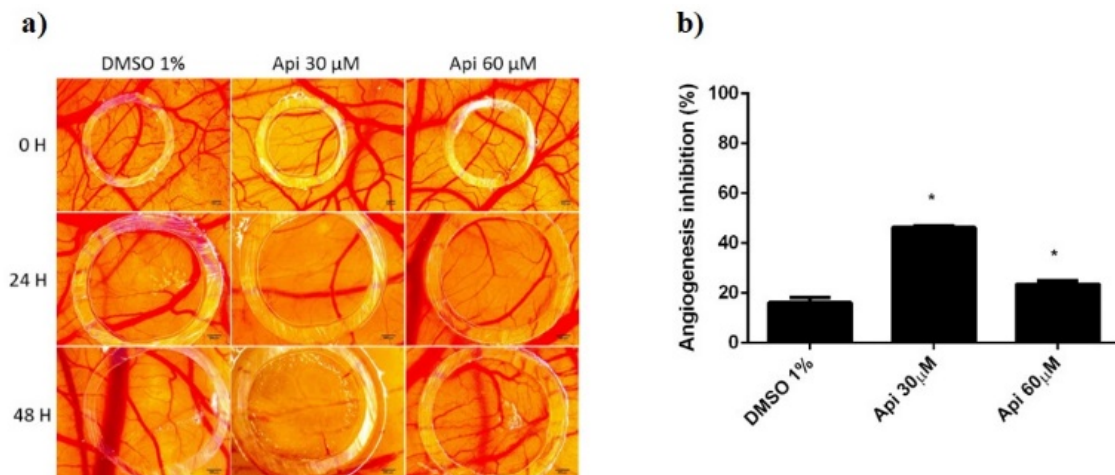 a)
DMSO 1% Api 30 µM Api 60 µM
0 H
24 H
48 H
b)
Angiogenesis inhibition (%)
100
80
60
40
20
0
*
*
DMSO 1%
Api 30µM
Api 60µM